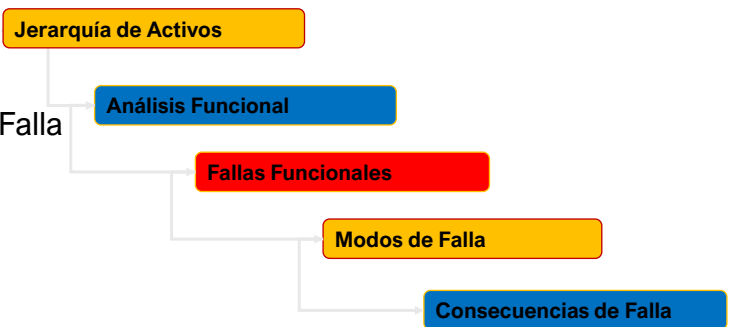 Jerarquía de Activos
Análisis Funcional
Falla
Fallas Funcionales
Modos de Falla
Consecuencias de Falla